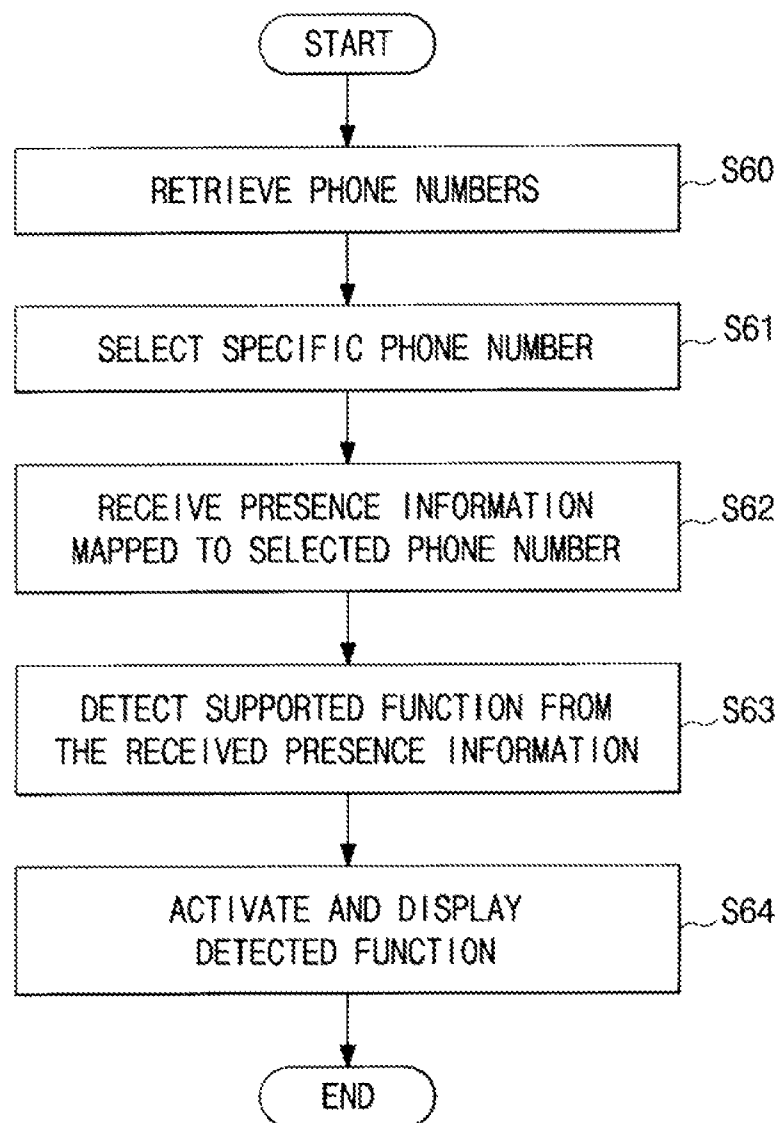 START
RETRIEVE PHONE NUMBERS
S60
SELECT SPECIFIC PHONE NUMBER
S61
RECEIVE PRESENCE INFORMATION
MAPPED TO SELECTED PHONE NUMBER
S62
DETECT SUPPORTED FUNCTION FROM
THE RECEIVED PRESENCE INFORMATION
S63
ACTIVATE AND DISPLAY
DETECTED FUNCTION
S64
END